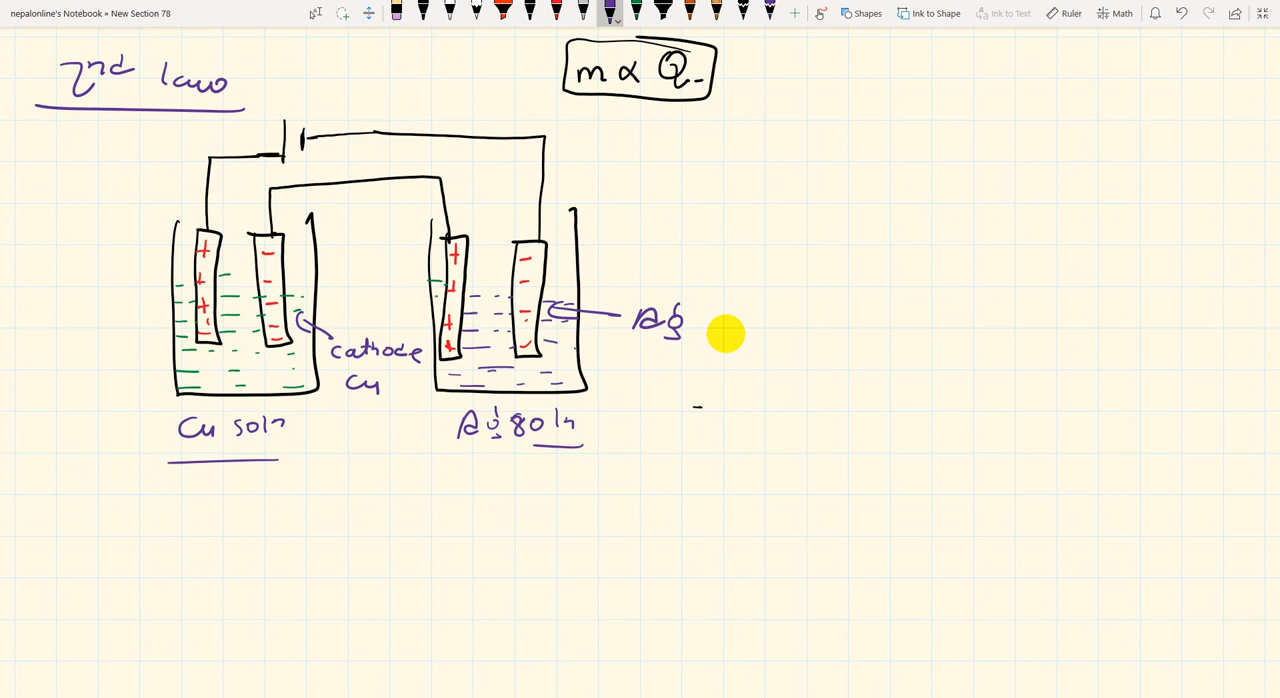 nepalonline's Notebook » New Section 78
Shapes
Ink to Shape
Ink to Text
Ruler
Math
2nd law
m ∝ Q
+ - + -
+ - + -
+ - + -
- - + -
cathode
Cu
Ag
Cu soln
Ag soln